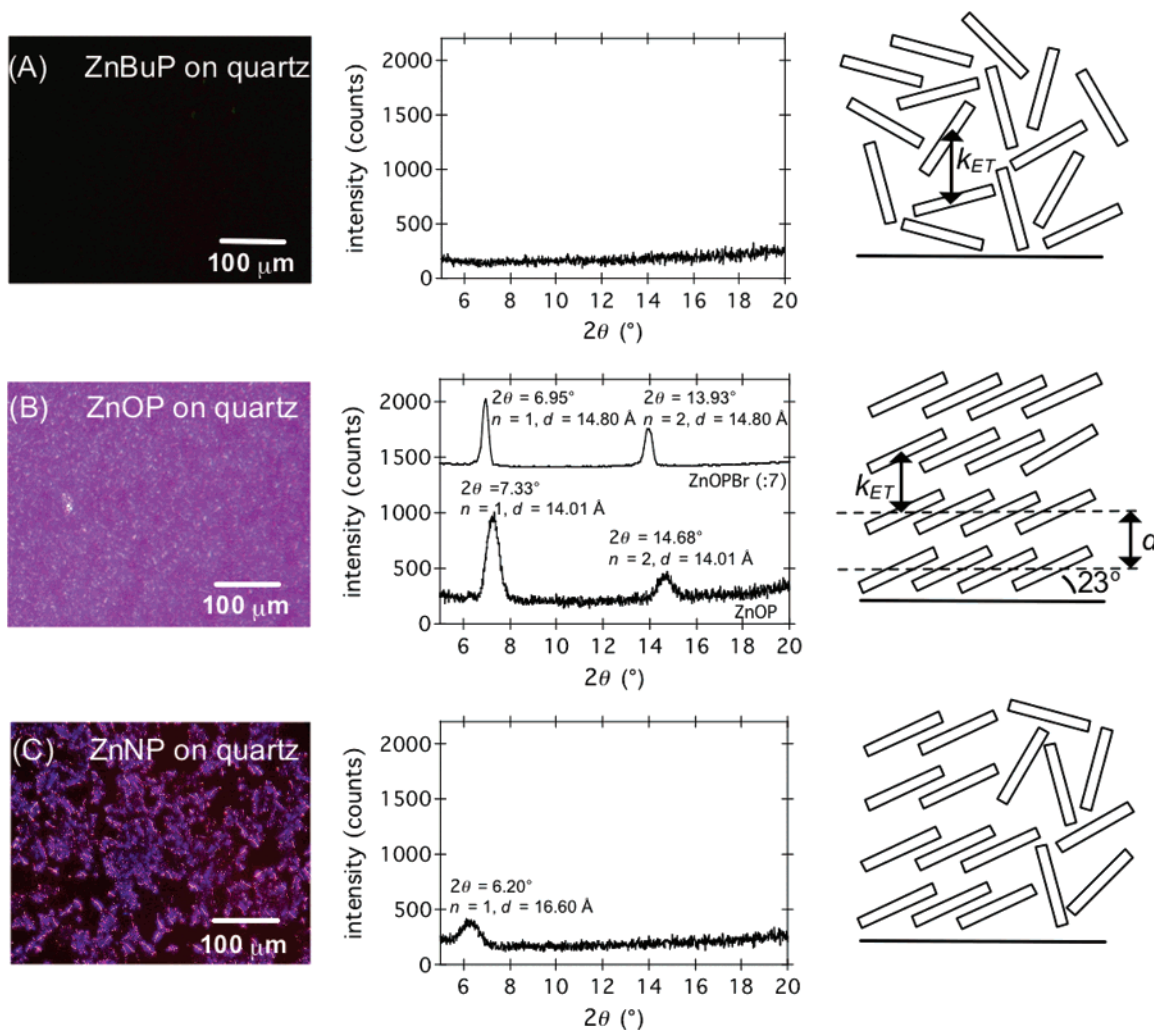 (A) ZnBuP on quartz
100 μm
2000
1500
1000
500
0
intensity (counts)
6 8 10 12 14 16 18 20
2θ (°)
kET
(B) ZnOP on quartz
100 μm
2000
1500
1000
500
0
intensity (counts)
2θ = 6.95°
n = 1, d = 14.80 Å
2θ = 13.93°
n = 2, d = 14.80 Å
ZnOPBr (:7)
2θ =7.33°
n = 1, d = 14.01 Å
2θ = 14.68°
n = 2, d = 14.01 Å
ZnOP
6 8 10 12 14 16 18 20
2θ (°)
kET
d
23°
(C) ZnNP on quartz
100 μm
2000
1500
1000
500
0
intensity (counts)
2θ = 6.20°
n = 1, d = 16.60 Å
6 8 10 12 14 16 18 20
2θ (°)